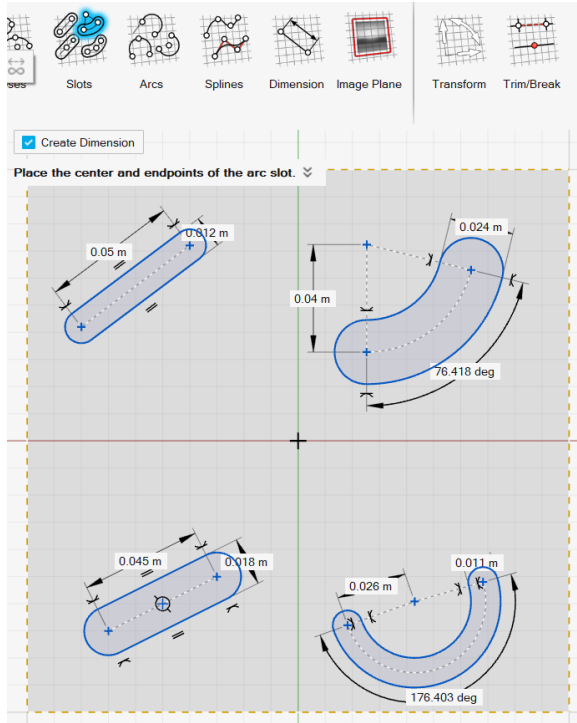 ses
Slots
Arcs
Splines
Dimension
Image Plane
Transform
Trim/Break
Create Dimension
Place the center and endpoints of the arc slot.
0.05 m
0.012 m
0.024 m
0.04 m
76.418 deg
0.045 m
0.018 m
0.026 m
0.011 m
176.403 deg